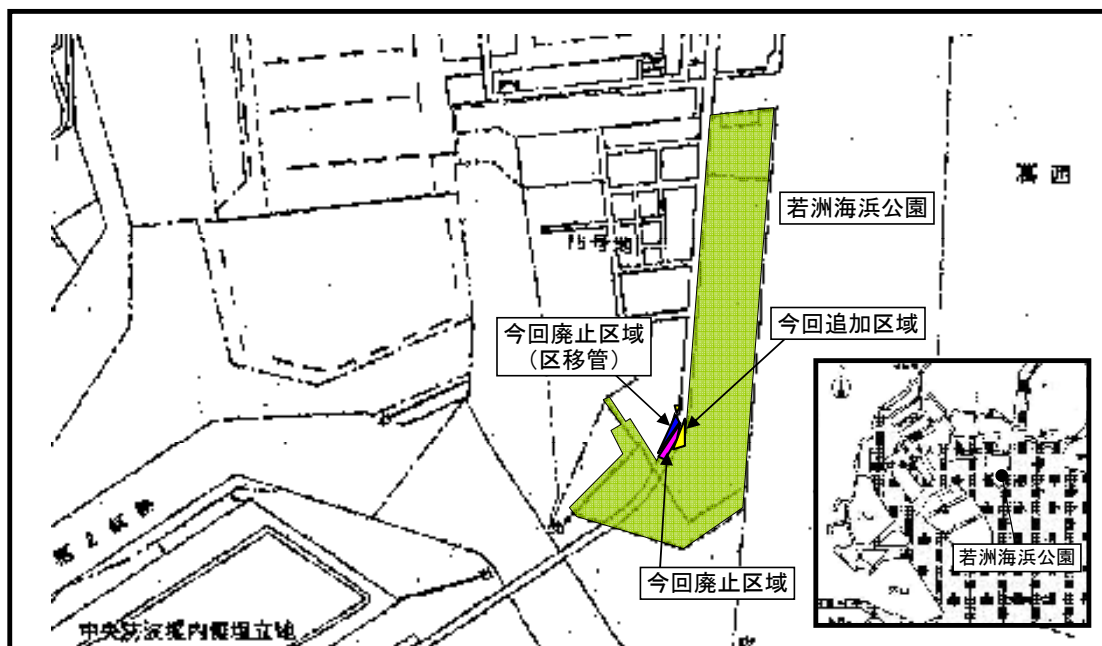 若洲海浜公園
今回廃止区域
（区移管）
今回追加区域
今回廃止区域
中央防波堤内側埋立地
若洲海浜公園